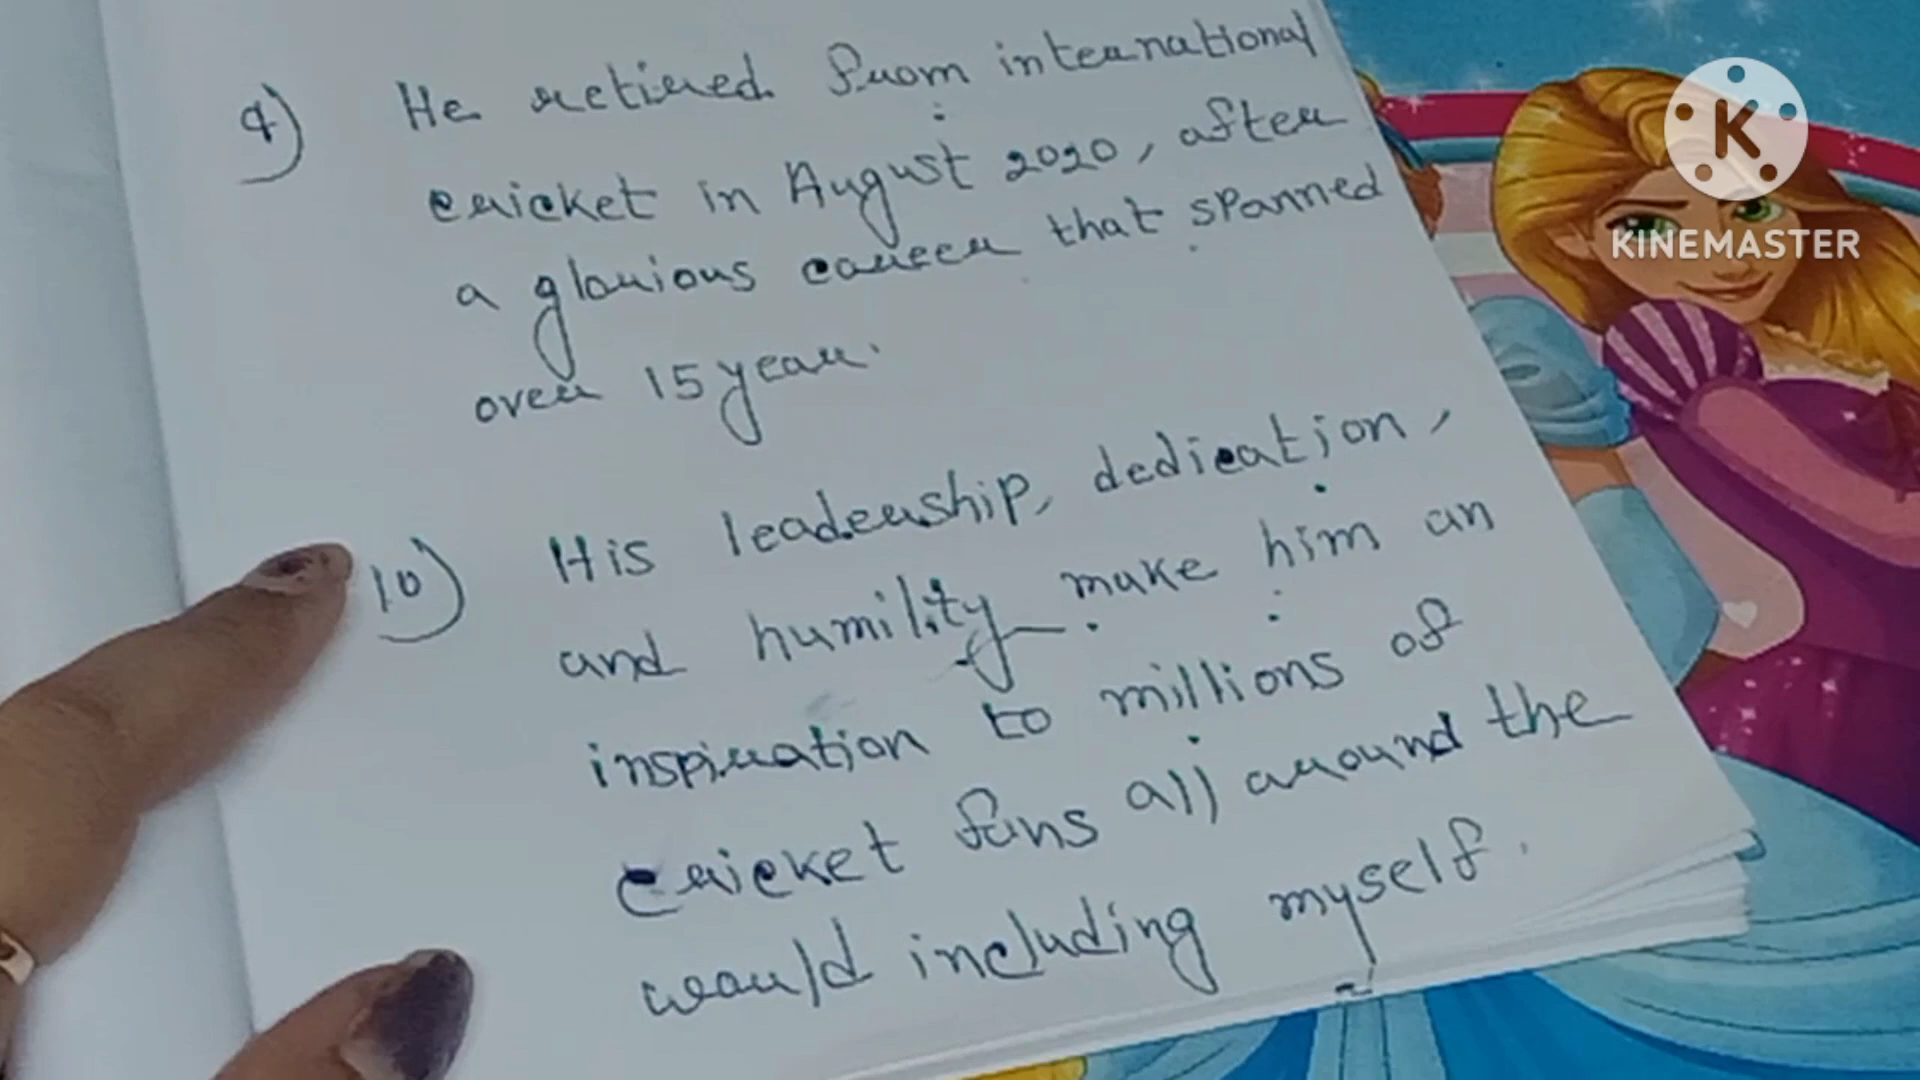 9) He retired from international
cricket in August 2020, after
a glorious career that spanned
over 15 year.
10) His leadership, dedication,
and humility make him an
inspiration to millions of
cricket fans all around the
world including myself.
K
KINEMASTER